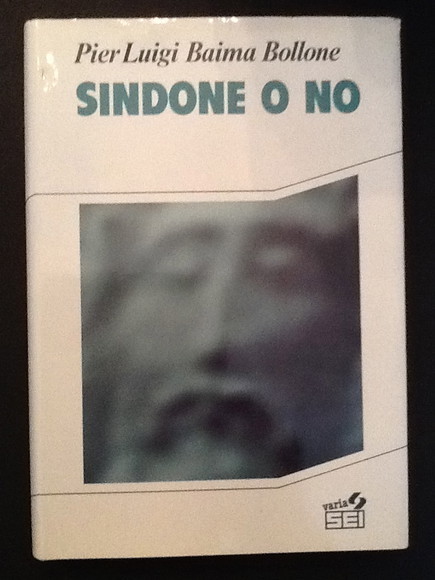 Pier Luigi Baima Bollone
SINDONE O NO
varia
SEI